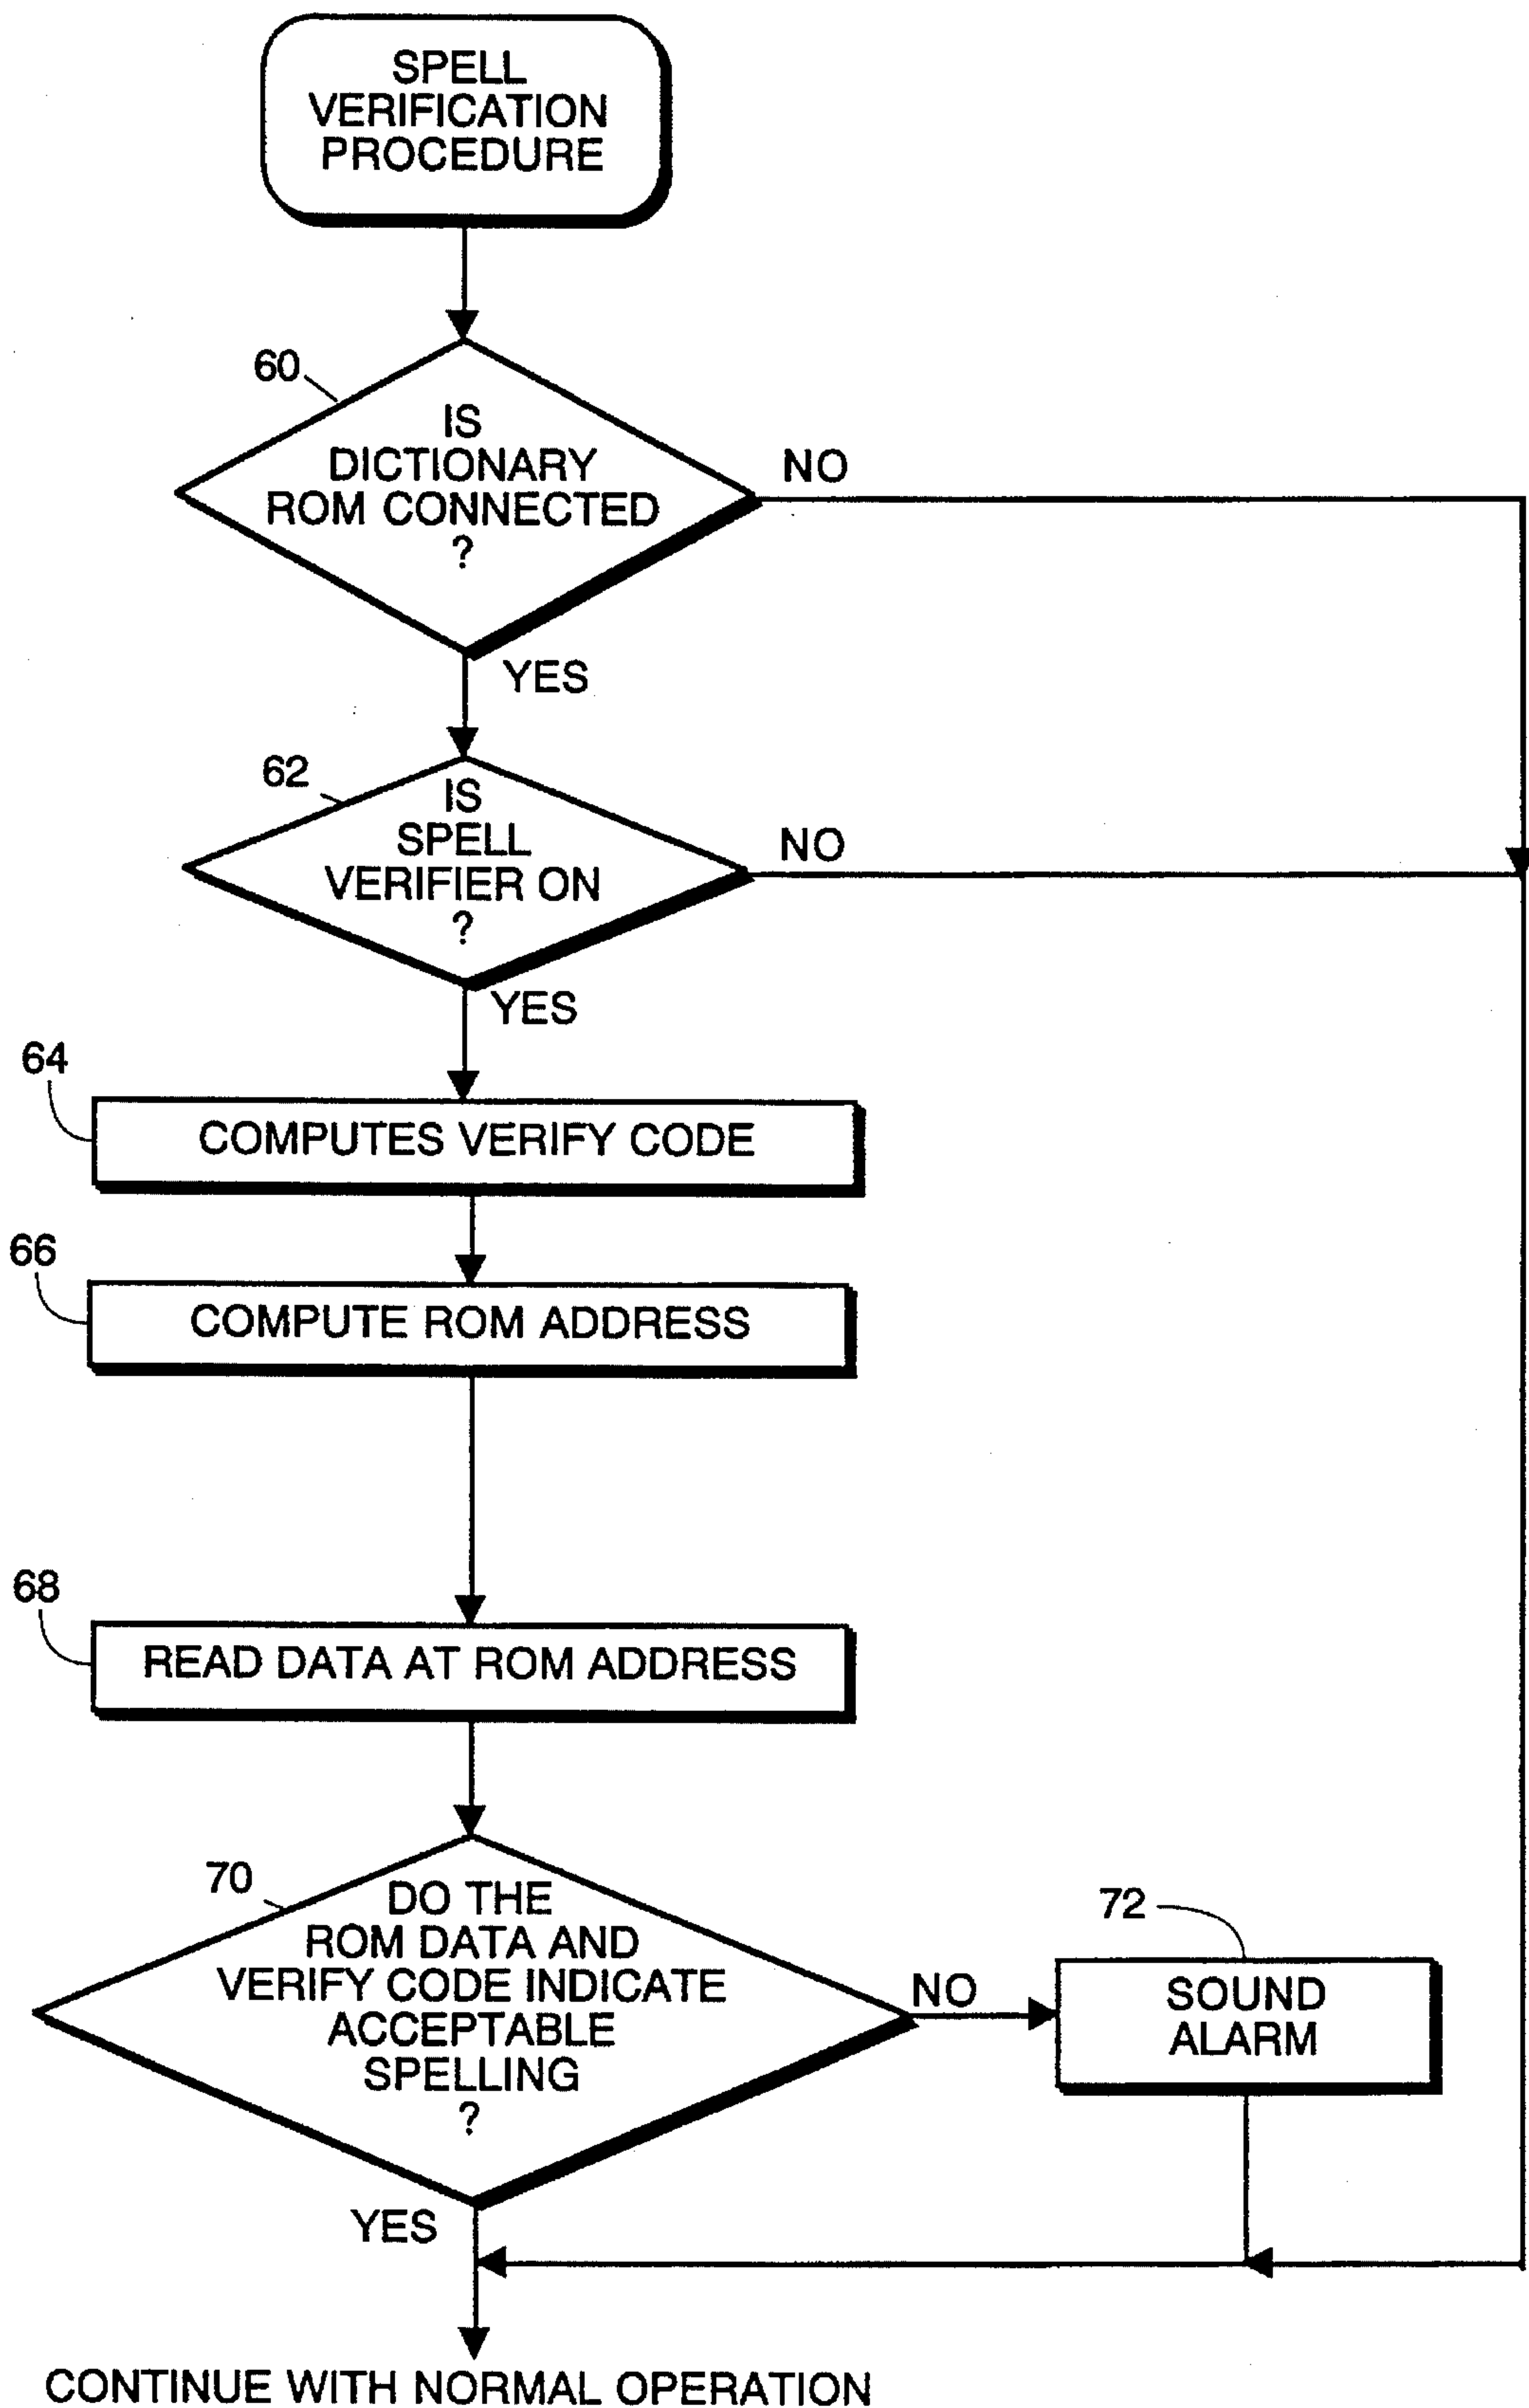 SPELL
VERIFICATION
PROCEDURE
60
IS
DICTIONARY
ROM CONNECTED
?
NO
YES
62
IS
SPELL
VERIFIER ON
?
NO
YES
64
COMPUTES VERIFY CODE
66
COMPUTE ROM ADDRESS
68
READ DATA AT ROM ADDRESS
70
DO THE
ROM DATA AND
VERIFY CODE INDICATE
ACCEPTABLE
SPELLING
?
NO
72
SOUND
ALARM
YES
CONTINUE WITH NORMAL OPERATION